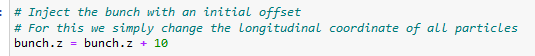 # Inject the bunch with an initial offset
# For this we simply change the longitudinal coordinate of all particles
bunch.z = bunch.z + 10